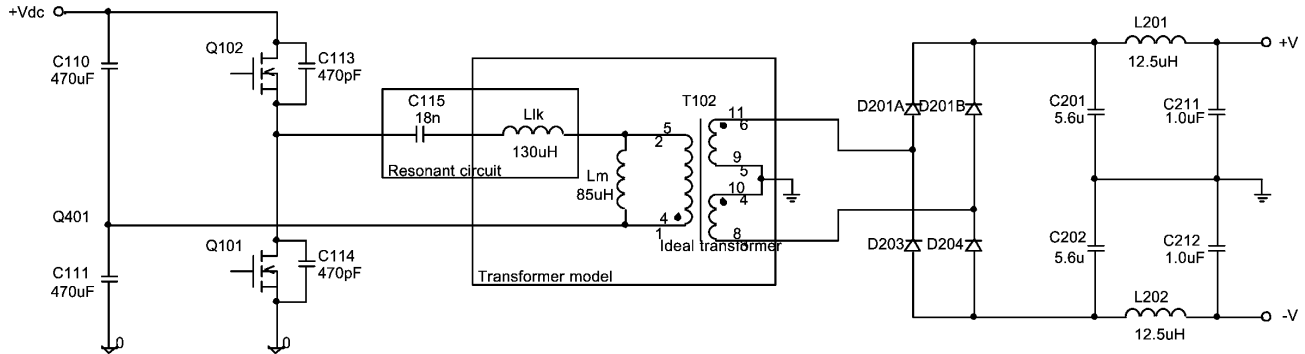 +Vdc
C110
470uF
Q102
C113
470pF
C115
18n
Llk
130uH
Resonant circuit
Lm
85uH
5
2
4
1
T102
11
6
9
5
10
4
8
Ideal transformer
Transformer model
Q401
C111
470uF
Q101
C114
470pF
0
0
D201A
D201B
D203
D204
C201
5.6u
C202
5.6u
L201
12.5uH
C211
1.0uF
C212
1.0uF
L202
12.5uH
+V
-V